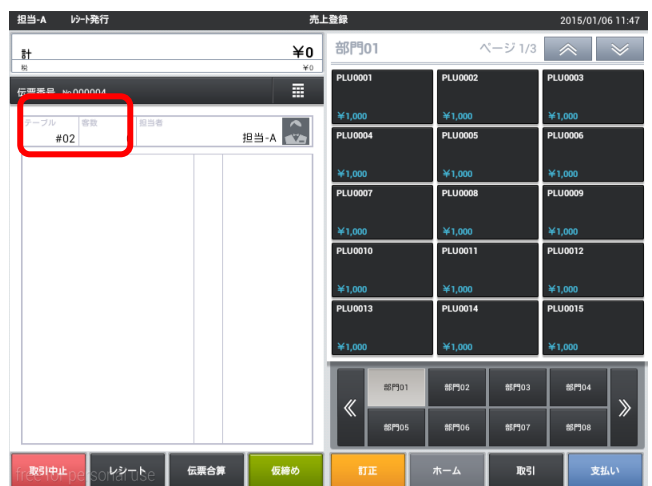 担当-A レシート発行 売上登録 2015/01/06 11:47
計 ¥0
税 ¥0
伝票番号 No.000004
テーブル 客数 担当者
#02 担当-A
部門01 ページ 1/3
PLU0001 PLU0002 PLU0003
¥1,000 ¥1,000 ¥1,000
PLU0004 PLU0005 PLU0006
¥1,000 ¥1,000 ¥1,000
PLU0007 PLU0008 PLU0009
¥1,000 ¥1,000 ¥1,000
PLU0010 PLU0011 PLU0012
¥1,000 ¥1,000 ¥1,000
PLU0013 PLU0014 PLU0015
¥1,000 ¥1,000 ¥1,000
部門01 部門02 部門03 部門04
部門05 部門06 部門07 部門08
取引中止 レシート 伝票合算 仮締め 訂正 ホーム 取引 支払い
free for personal use